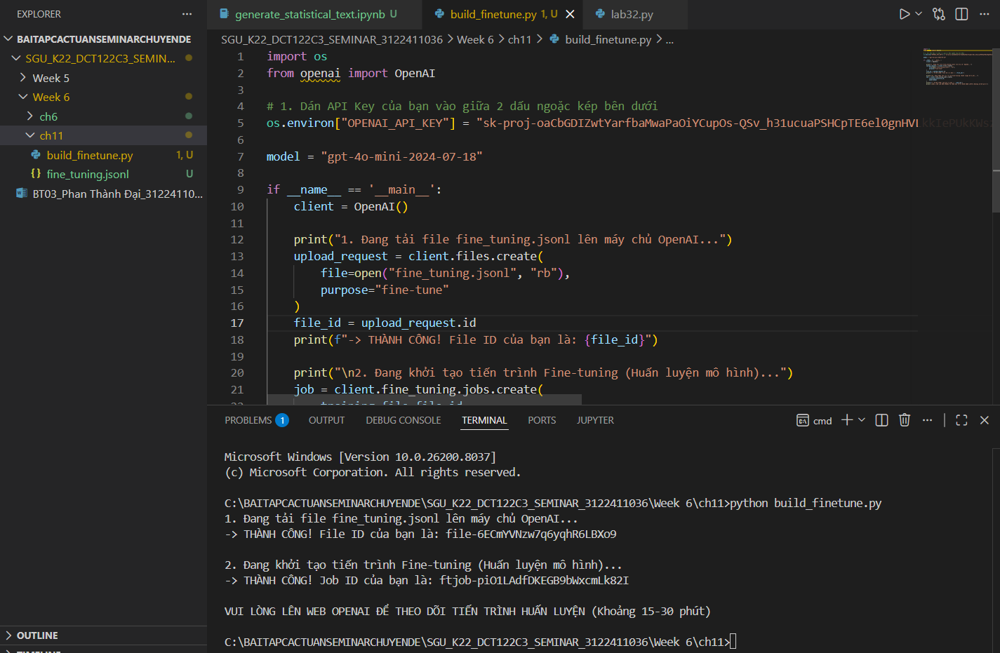 EXPLORER
BAITAPCACTUANSEMINARCHUYENDE
SGU_K22_DCT122C3_SEMIN...
Week 5
Week 6
ch6
ch11
build_finetune.py 1, U
fine_tuning.jsonl U
BT03_Phan Thành Đại_31224110...
OUTLINE
TIMELINE
generate_statistical_text.ipynb U
build_finetune.py 1, U
lab32.py
SGU_K22_DCT122C3_SEMINAR_3122411036 > Week 6 > ch11 > build_finetune.py > ...
1 import os
2 from openai import OpenAI
3
4 # 1. Dán API Key của bạn vào giữa 2 dấu ngoặc kép bên dưới
5 os.environ["OPENAI_API_KEY"] = "sk-proj-oaCbGDIZwtYarfbaMwaPaOiYCupOs-QSv_h31ucuaPSHCpTE6el0gnHVL
6
7 model = "gpt-4o-mini-2024-07-18"
8
9 if __name__ == '__main__':
10 client = OpenAI()
11
12 print("1. Đang tải file fine_tuning.jsonl lên máy chủ OpenAI...")
13 upload_request = client.files.create(
14 file=open("fine_tuning.jsonl", "rb"),
15 purpose="fine-tune"
16 )
17 file_id = upload_request.id
18 print(f"-> THÀNH CÔNG! File ID của bạn là: {file_id}")
19
20 print("\n2. Đang khởi tạo tiến trình Fine-tuning (Huấn luyện mô hình)...")
21 job = client.fine_tuning.jobs.create(
PROBLEMS 1 OUTPUT DEBUG CONSOLE TERMINAL PORTS JUPYTER
cmd
Microsoft Windows [Version 10.0.26200.8037]
(c) Microsoft Corporation. All rights reserved.
C:\BAITAPCACTUANSEMINARCHUYENDE\SGU_K22_DCT122C3_SEMINAR_3122411036\Week 6\ch11>python build_finetune.py
1. Đang tải file fine_tuning.jsonl lên máy chủ OpenAI...
-> THÀNH CÔNG! File ID của bạn là: file-6ECmYVNzw7q6yqhR6LBXo9
2. Đang khởi tạo tiến trình Fine-tuning (Huấn luyện mô hình)...
-> THÀNH CÔNG! Job ID của bạn là: ftjob-piO1LAdfDKEGB9bWxcmLk82I
VUI LÒNG LÊN WEB OPENAI ĐỂ THEO DÕI TIẾN TRÌNH HUẤN LUYỆN (Khoảng 15-30 phút)
C:\BAITAPCACTUANSEMINARCHUYENDE\SGU_K22_DCT122C3_SEMINAR_3122411036\Week 6\ch11>